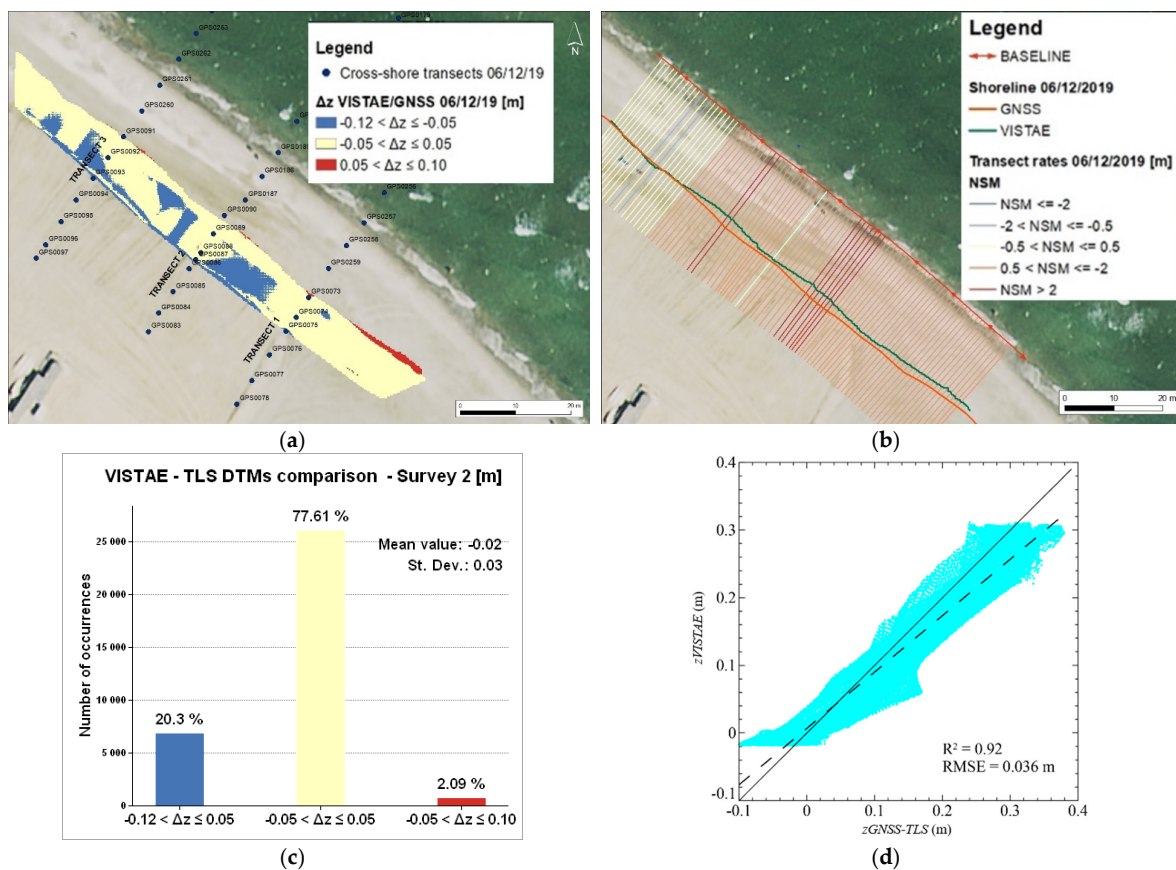 GPS0263
GPS0179
GPS0262
GPS0251
GPS0260
GPS0091
GPS0092
GPS0093
GPS0094
GPS0095
GPS0096
GPS0097
TRANSECT 3
GPS0186
GPS0187
GPS0090
GPS0089
GPS0087
GPS0085
GPS0084
GPS0083
TRANSECT 2
GPS0256
GPS0257
GPS0258
GPS0259
GPS0073
GPS0074
GPS0075
GPS0076
GPS0077
GPS0078
TRANSECT 1
N
Legend
Cross-shore transects 06/12/19
Δz VISTAE/GNSS 06/12/19 [m]
-0.12 < Δz ≤ -0.05
-0.05 < Δz ≤ 0.05
0.05 < Δz ≤ 0.10
0 10 20 m
(a)
Legend
BASELINE
Shoreline 06/12/2019
GNSS
VISTAE
Transect rates 06/12/2019 [m]
NSM
NSM <= -2
-2 < NSM <= -0.5
-0.5 < NSM <= 0.5
0.5 < NSM <= -2
NSM > 2
0 10 20 m
(b)
VISTAE - TLS DTMs comparison - Survey 2 [m]
77.61 %
Mean value: -0.02
St. Dev.: 0.03
20.3 %
2.09 %
Number of occurrences
25 000
20 000
15 000
10 000
5 000
0
-0.12 < Δz ≤ 0.05
-0.05 < Δz ≤ 0.05
-0.05 < Δz ≤ 0.10
(c)
0.4
0.3
0.2
0.1
0
-0.1
zVISTAE (m)
R² = 0.92
RMSE = 0.036 m
-0.1 0 0.1 0.2 0.3 0.4
zGNSS-TLS (m)
(d)